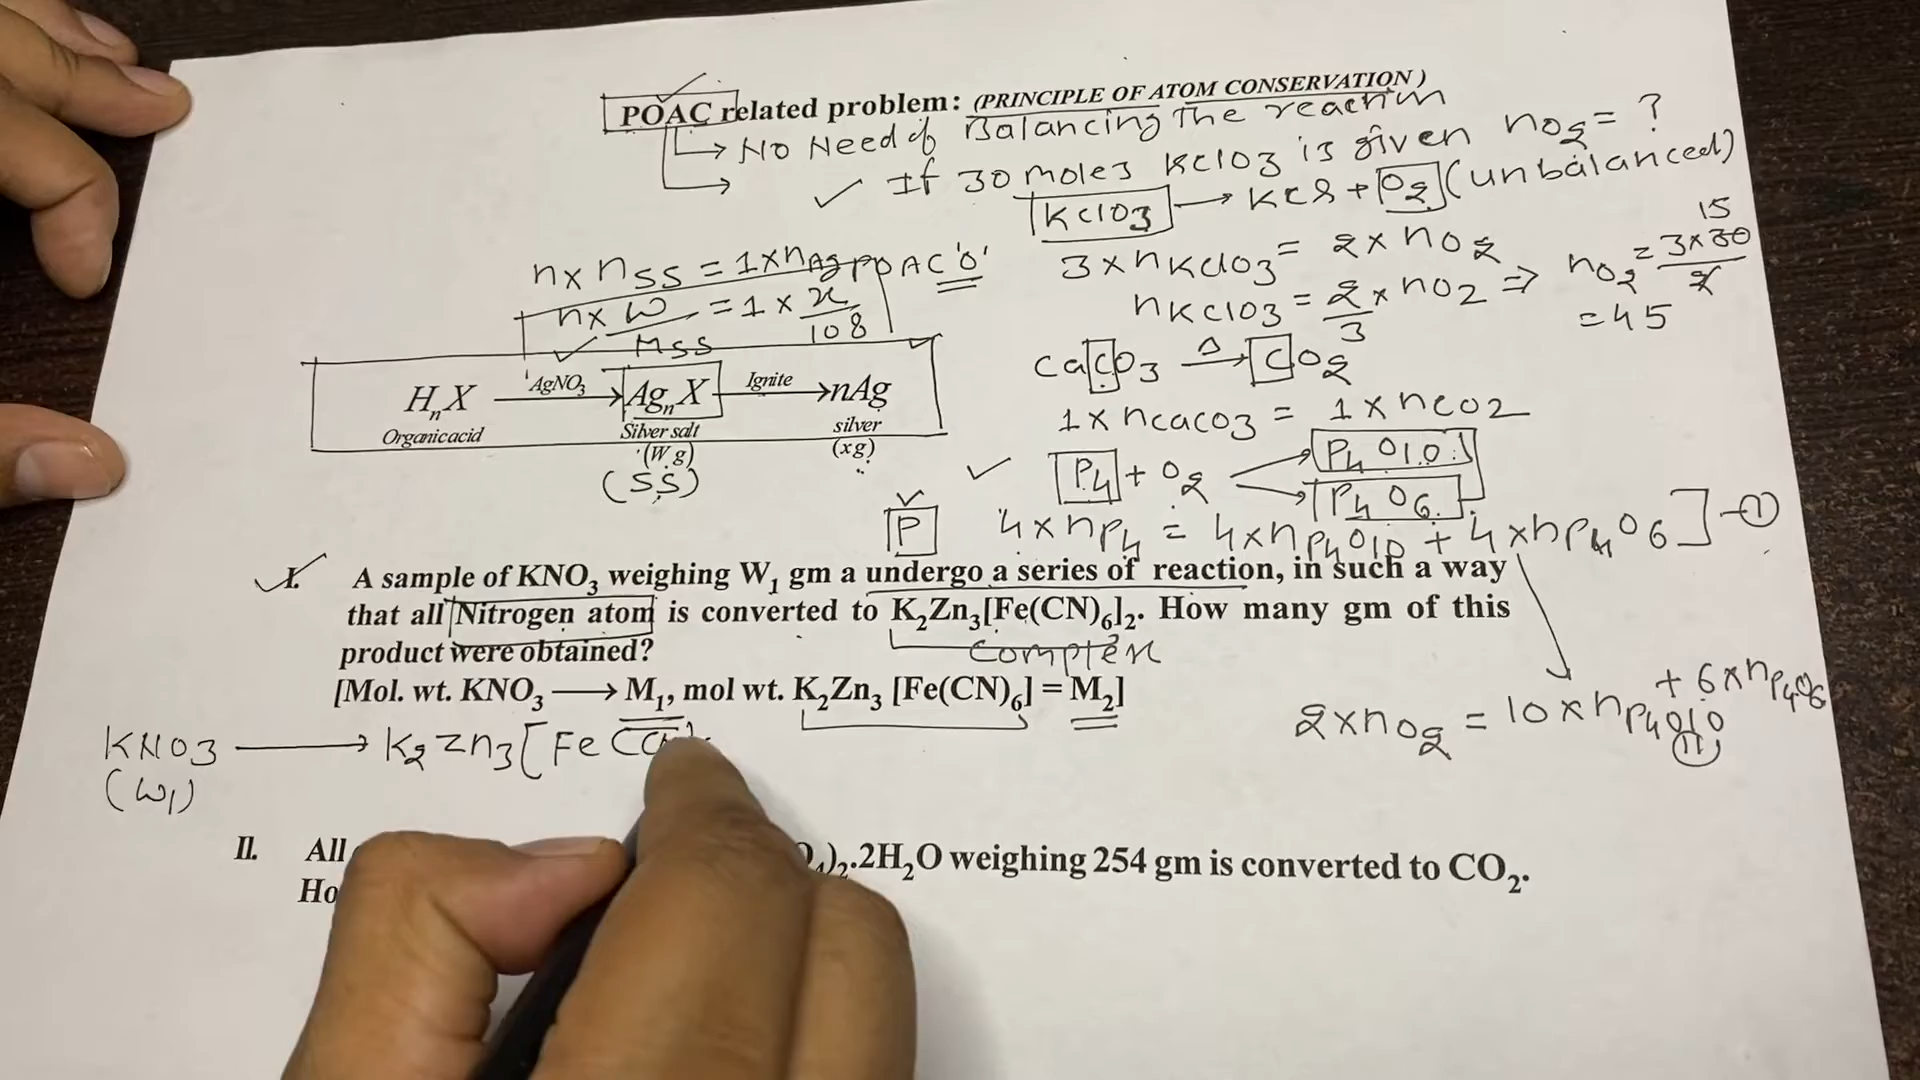 POAC related problem: (PRINCIPLE OF ATOM CONSERVATION)
→ No Need of Balancing The reaction
→
✓ If 30 moles KClO3 is given nO2 = ?
KClO3 → KCl + O2 (unbalanced)
n x nSS = 1 x nAg POAC 'O'
3 x nKClO3 = 2 x nO2
nKClO3 = 2/3 x nO2 ⇒ nO2 = 3 x 30 / 2
15
= 45
n x W / MSS = 1 x x / 108
HnX AgNO3 → AgnX Ignite → nAg
Organic acid Silver salt silver
(W g) (x g)
(SS)
CaCO3 Δ → CO2
1 x nCaCO3 = 1 x nCO2
✓ P4 + O2 P4O10
P4O6
P 4 x nP4 = 4 x nP4O10 + 4 x nP4O6 ] - ①
I. A sample of KNO3 weighing W1 gm a undergo a series of reaction, in such a way
that all Nitrogen atom is converted to K2Zn3[Fe(CN)6]2. How many gm of this
product were obtained?
Complex
[Mol. wt. KNO3 → M1, mol wt. K2Zn3 [Fe(CN)6] = M2]
2 x nO2 = 10 x nP4O10 + 6 x nP4O6
(11)
KNO3 → K2Zn3[Fe(CN)
(W1)
II. All )2.2H2O weighing 254 gm is converted to CO2.
Ho